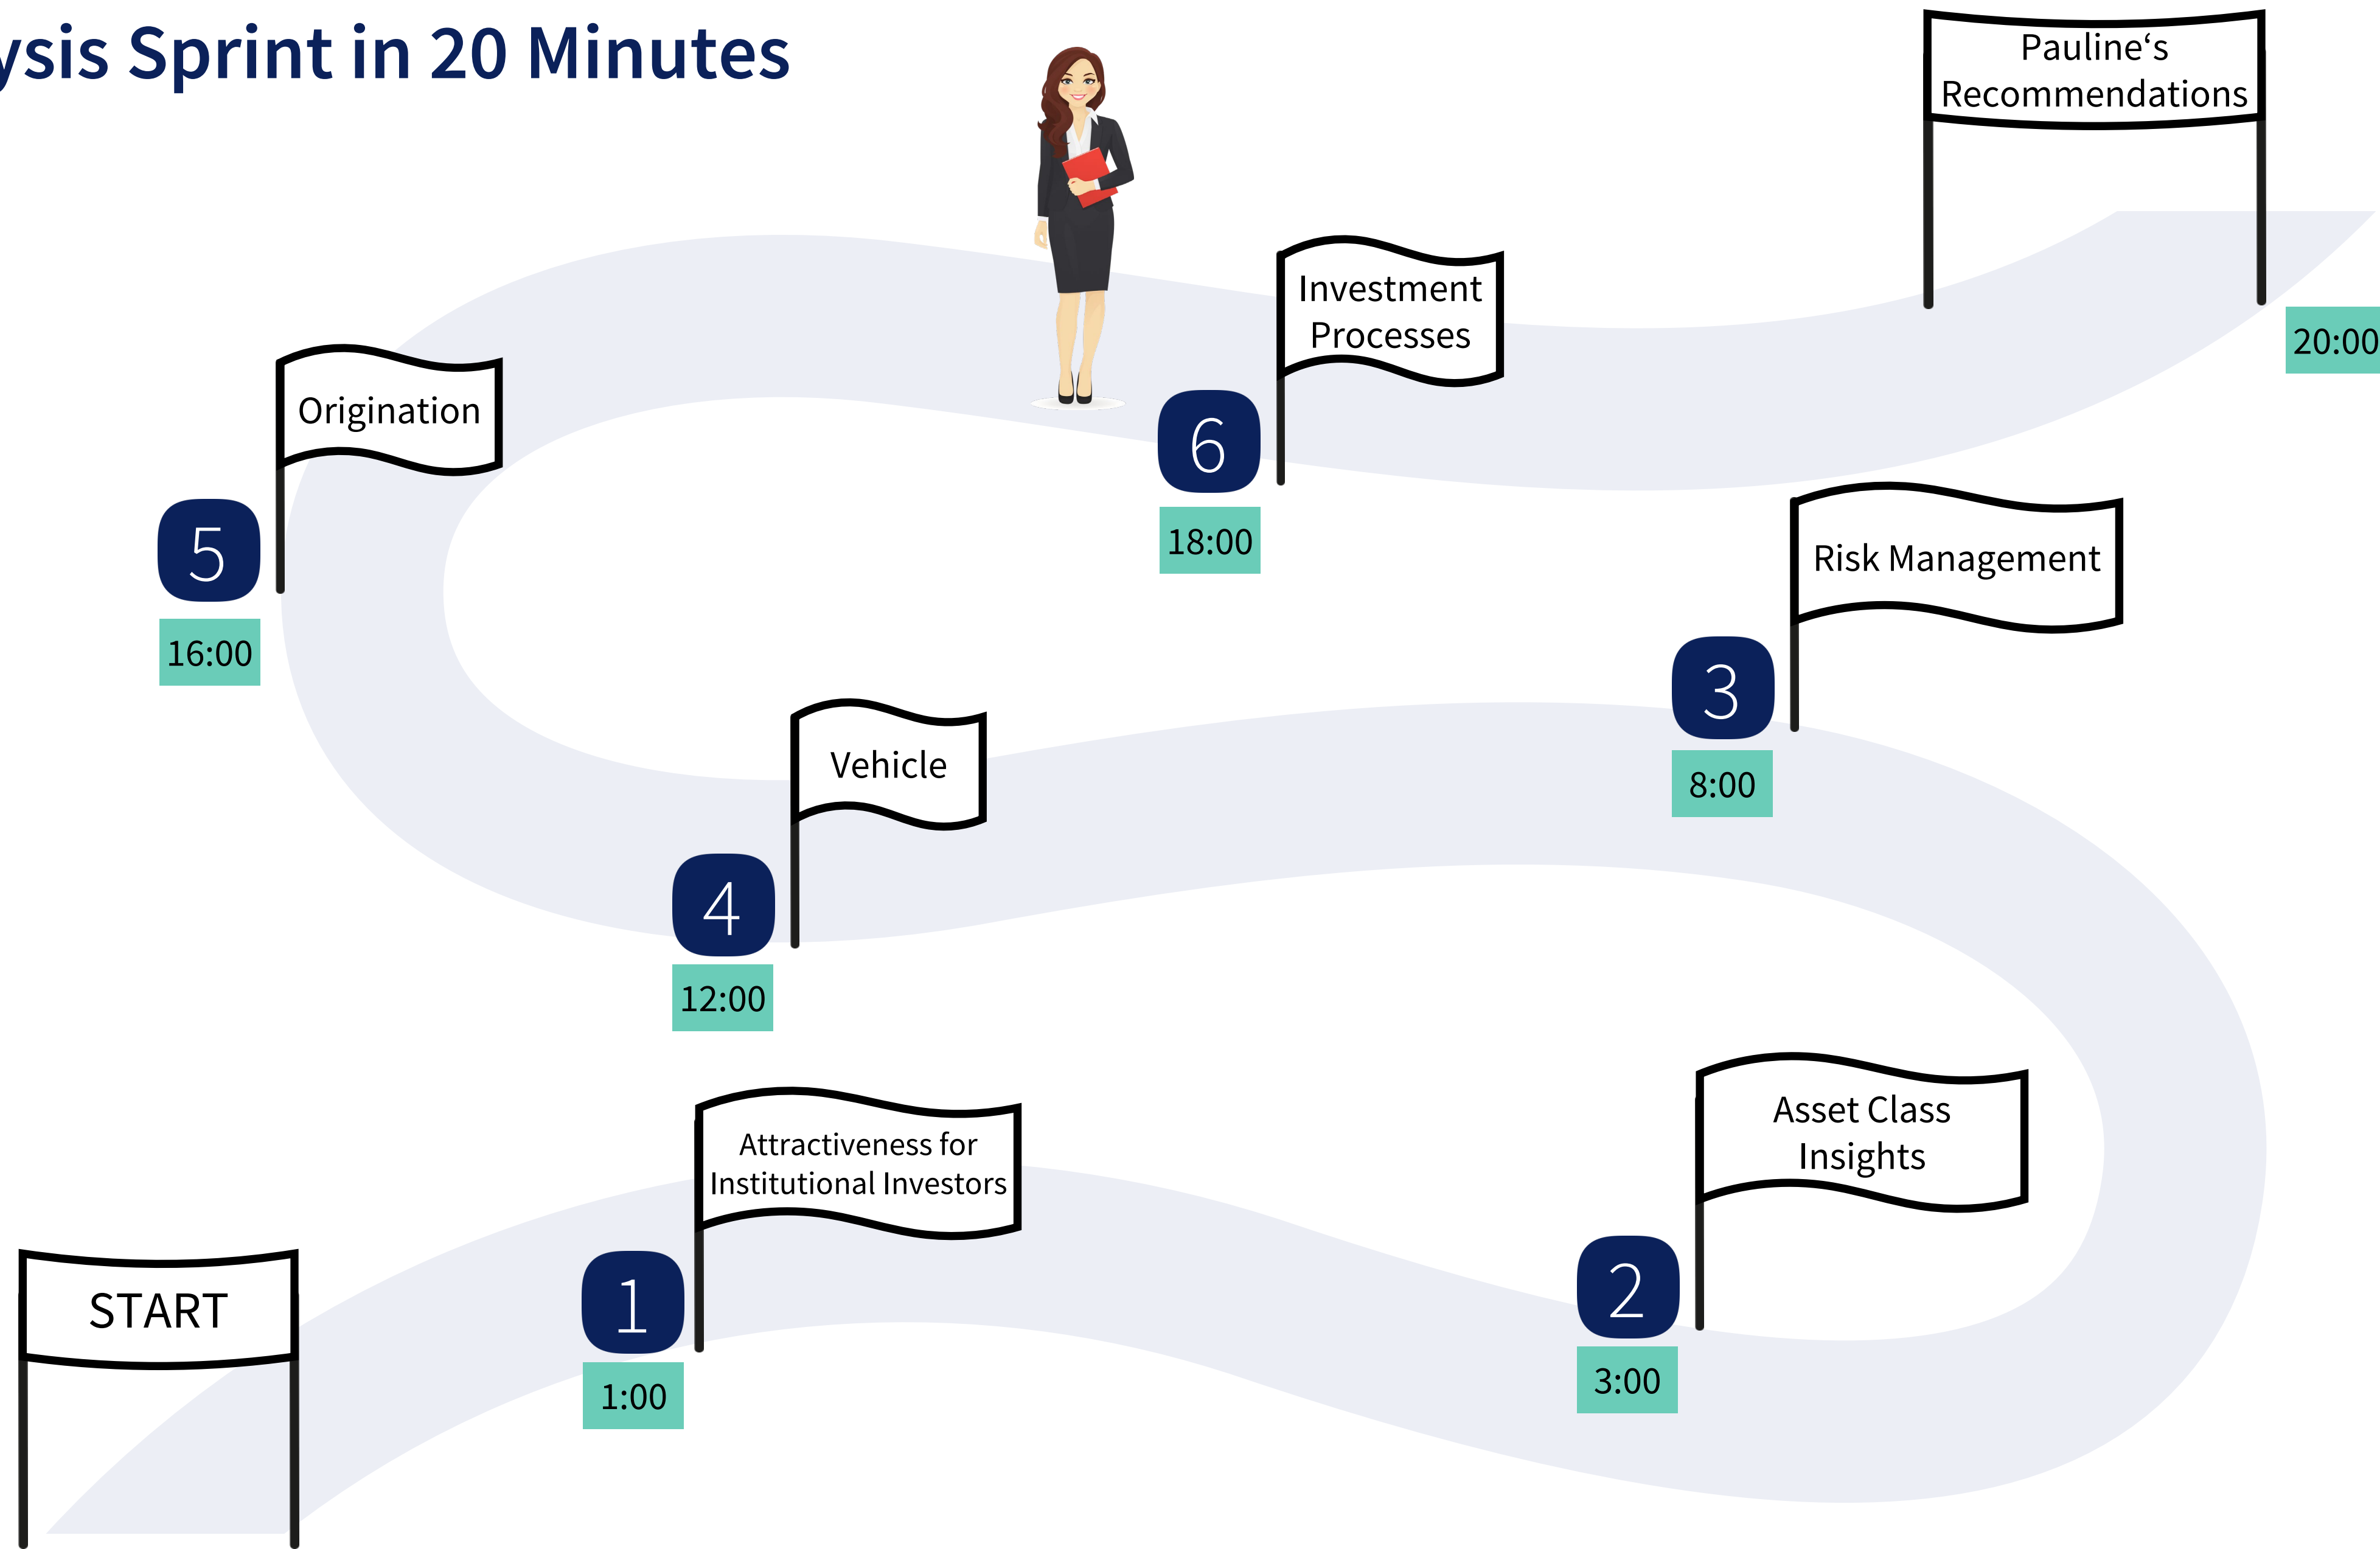 ysis Sprint in 20 Minutes
Pauline‘s
Recommendations
20:00
Investment
Processes
6
18:00
Origination
5
16:00
Risk Management
3
8:00
Vehicle
4
12:00
Asset Class
Insights
2
3:00
Attractiveness for
Institutional Investors
1
1:00
START